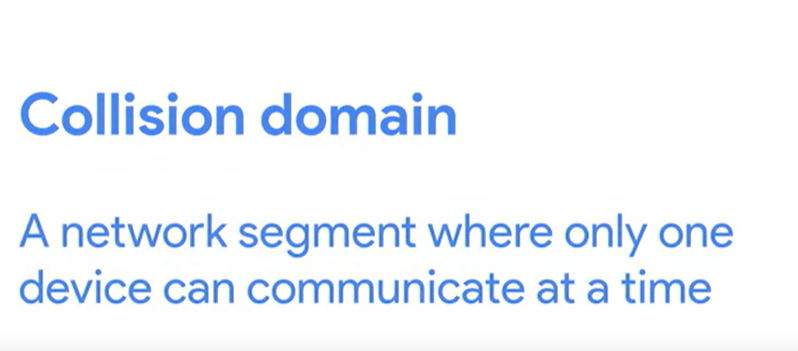 Collision domain
A network segment where only one
device can communicate at a time